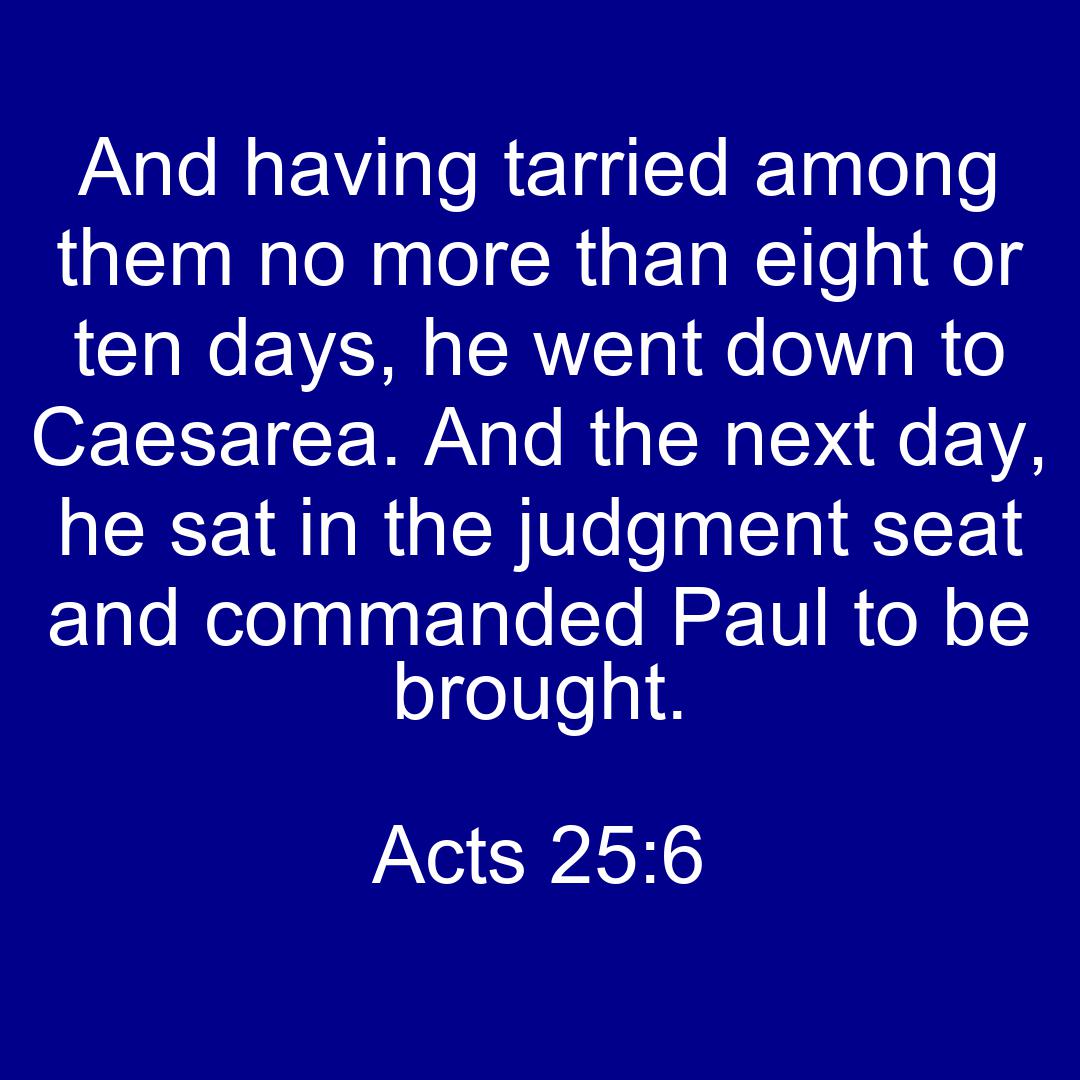 And having tarried among
them no more than eight or
ten days, he went down to
Caesarea. And the next day,
he sat in the judgment seat
and commanded Paul to be
brought.
Acts 25:6